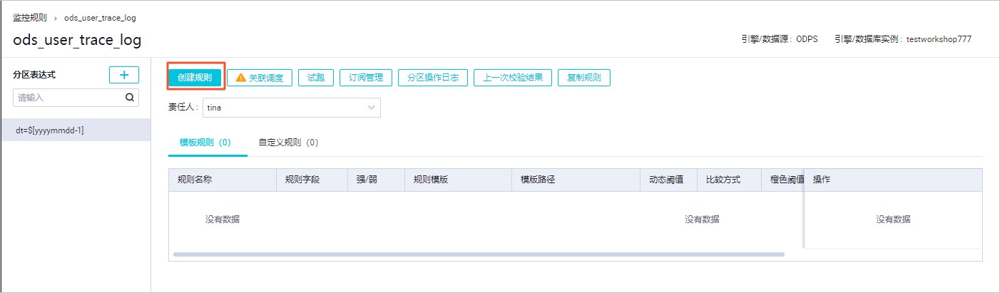 监控规则 › ods_user_trace_log
ods_user_trace_log
引擎/数据源 : ODPS 引擎/数据库实例 : testworkshop777
分区表达式 +
请输入
dt=$[yyyymmdd-1]
创建规则 关联调度 试跑 订阅管理 分区操作日志 上一次校验结果 复制规则
责任人 : tina
模板规则 (0) 自定义规则 (0)
规则名称 规则字段 强/弱 规则模版 模版路径 动态阈值 比较方式 橙色阈值 操作
没有数据 没有数据 没有数据